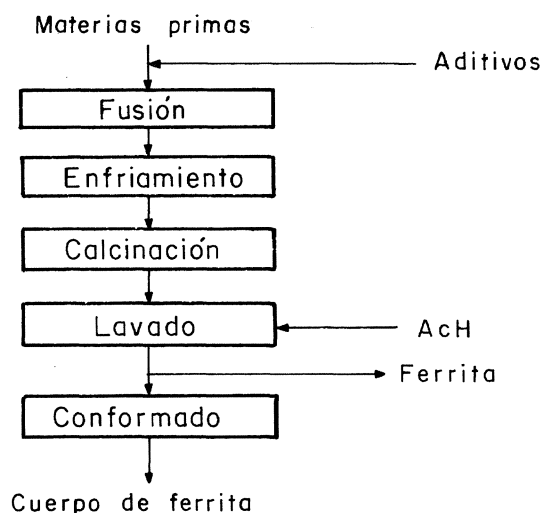 Materias primas
Aditivos
Fusión
Enfriamiento
Calcinación
Lavado
AcH
Ferrita
Conformado
Cuerpo de ferrita